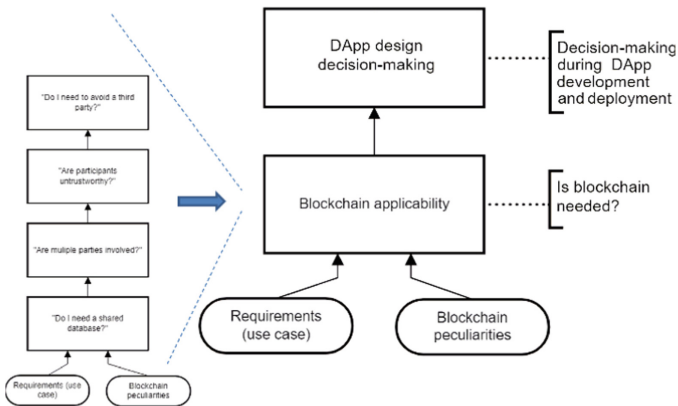 "Do I need to avoid a third
party?"
"Are participants
untrustworthy?"
"Are muliple parties involved?"
"Do I need a shared
database?"
Requirements (use
case)
Blockchain
peculiarities
DApp design
decision-making
Decision-making
during DApp
development
and deployment
Blockchain applicability
Is blockchain
needed?
Requirements
(use case)
Blockchain
peculiarities